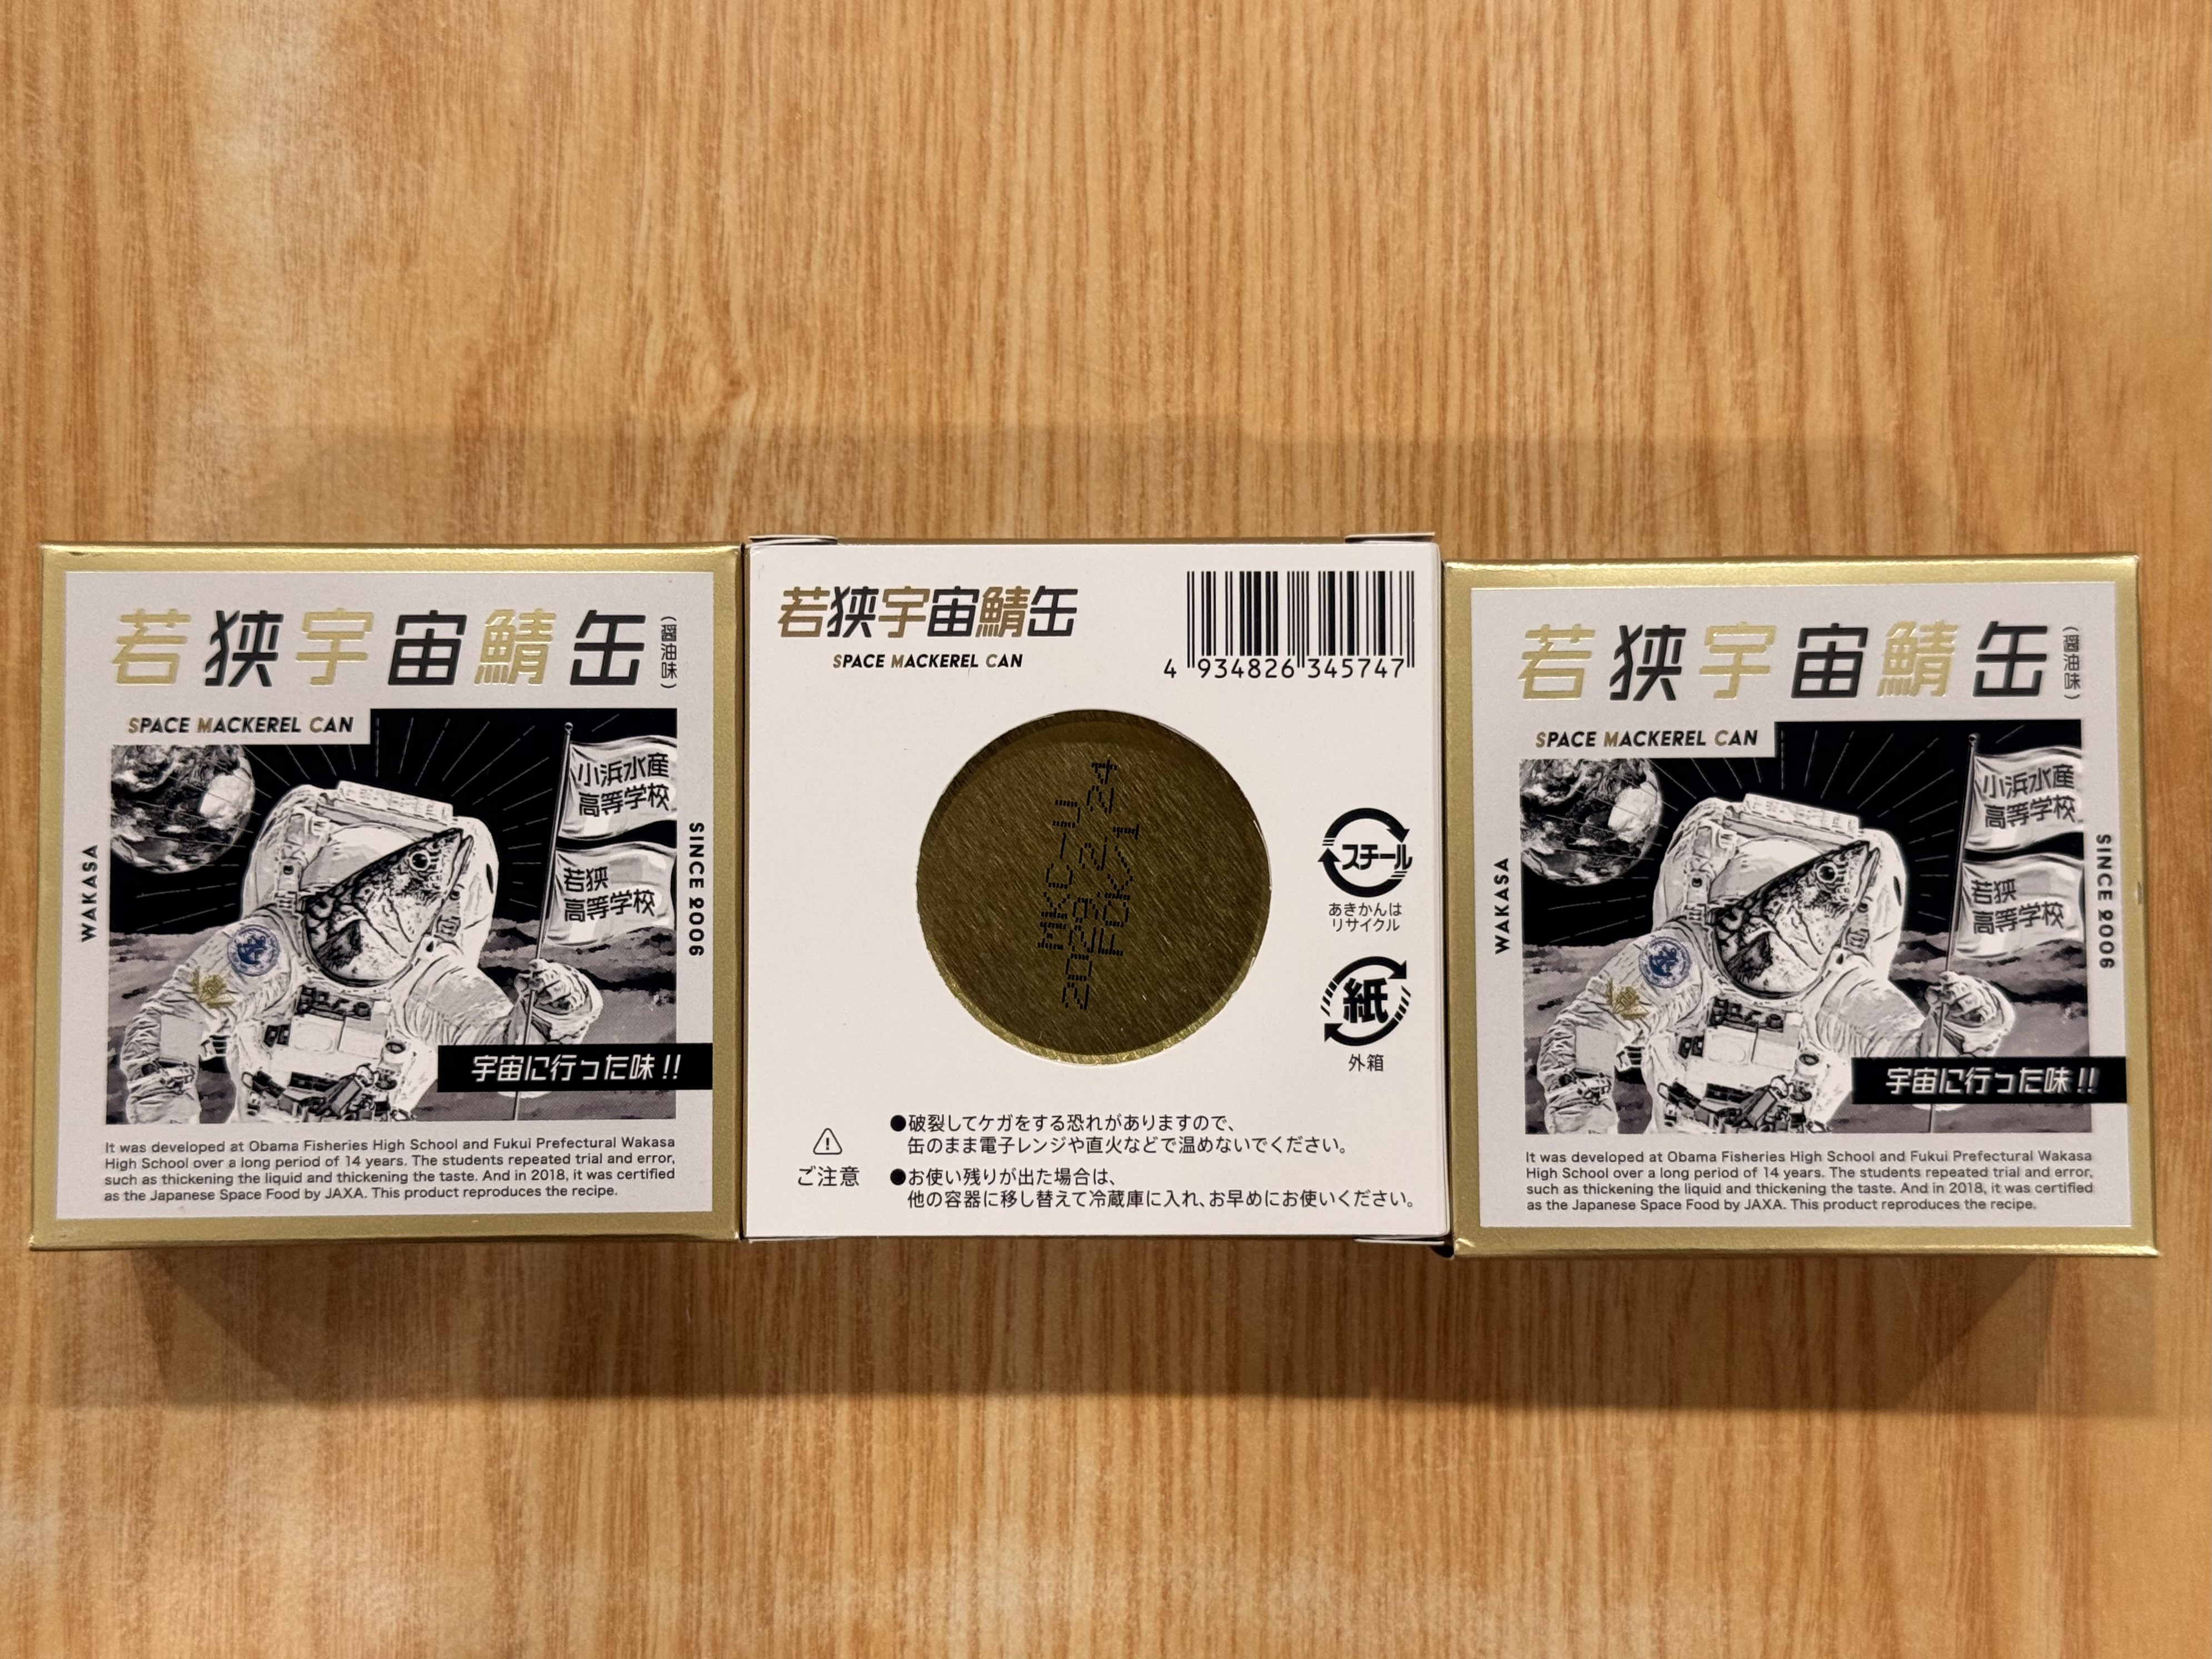 若狭宇宙鯖缶
(醤油味)
SPACE MACKEREL CAN
小浜水産
高等学校
若狭
高等学校
WAKASA
SINCE 2006
宇宙に行った味!!
It was developed at Obama Fisheries High School and Fukui Prefectural Wakasa
High School over a long period of 14 years. The students repeated trial and error,
such as thickening the liquid and thickening the taste. And in 2018, it was certified
as the Japanese Space Food by JAXA. This product reproduces the recipe.
若狭宇宙鯖缶
SPACE MACKEREL CAN
4 934826 345747
スチール
あきかんは
リサイクル
紙
外箱
ご注意
●破裂してケガをする恐れがありますので、
缶のまま電子レンジや直火などで温めないでください。
●お使い残りが出た場合は、
他の容器に移し替えて冷蔵庫に入れ、お早めにお使いください。
若狭宇宙鯖缶
(醤油味)
SPACE MACKEREL CAN
小浜水産
高等学校
若狭
高等学校
WAKASA
SINCE 2006
宇宙に行った味!!
It was developed at Obama Fisheries High School and Fukui Prefectural Wakasa
High School over a long period of 14 years. The students repeated trial and error,
such as thickening the liquid and thickening the taste. And in 2018, it was certified
as the Japanese Space Food by JAXA. This product reproduces the recipe.